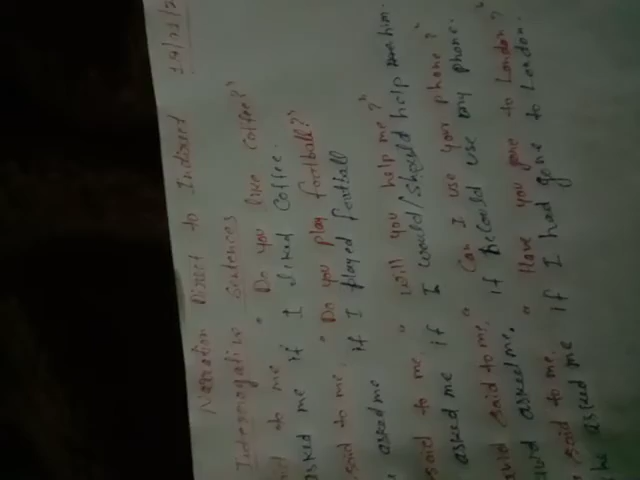 Narration Direct to Indirect
Interrogative Sentences
to me " Do you like coffee?"
asked me if I liked coffee.
said to me, " Do you play football?"
asked me if I played football
said to me, " Will you help me?"
asked me if I would/should help him.
said to me, " Can I use your phone?"
asked me, if he could use my phone.
said to me, " Have you gone to London?"
he asked me if I had gone to London.